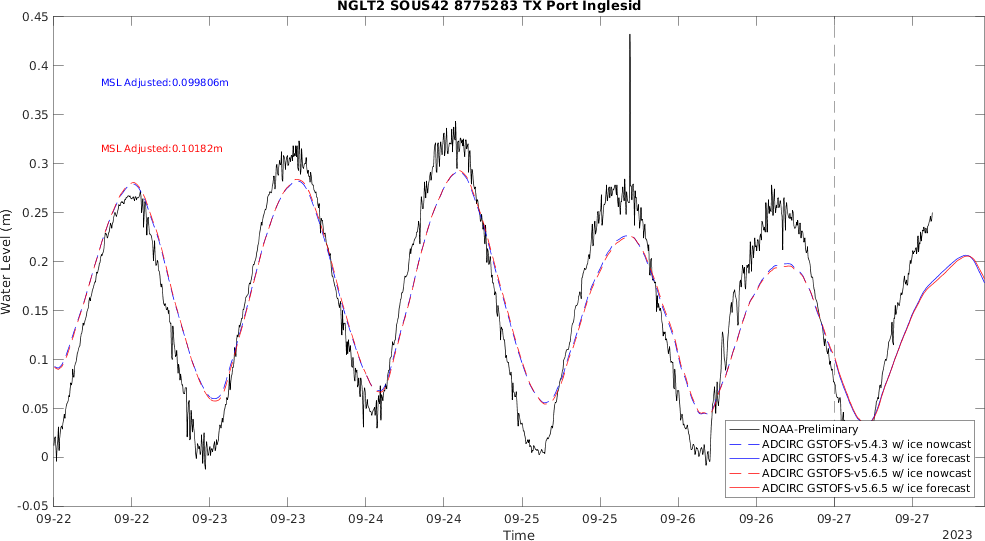 NGLT2 SOUS42 8775283 TX Port Inglesid
0.45
0.4
0.35
0.3
0.25
0.2
0.15
0.1
0.05
0
-0.05
Water Level (m)
MSL Adjusted:0.099806m
MSL Adjusted:0.10182m
NOAA-Preliminary
ADCIRC GSTOFS-v5.4.3 w/ ice nowcast
ADCIRC GSTOFS-v5.4.3 w/ ice forecast
ADCIRC GSTOFS-v5.6.5 w/ ice nowcast
ADCIRC GSTOFS-v5.6.5 w/ ice forecast
09-22 09-22 09-23 09-23 09-24 09-24 09-25 09-25 09-26 09-26 09-27 09-27
Time
2023